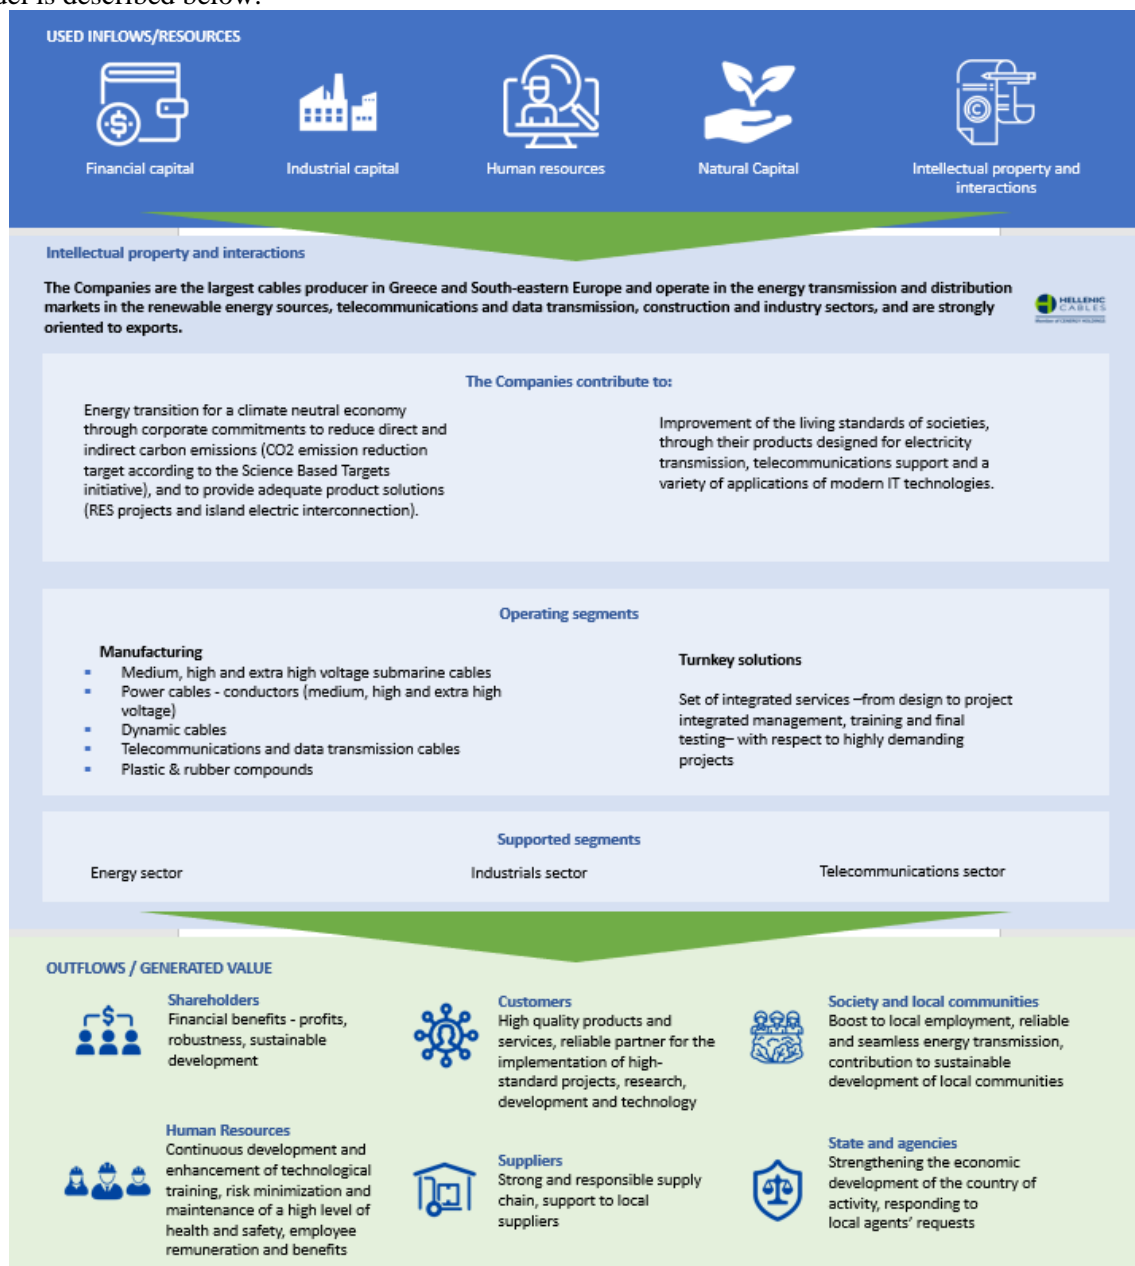 del is described below.
USED INFLOWS/RESOURCES
Financial capital
Industrial capital
Human resources
Natural Capital
Intellectual property and
interactions
Intellectual property and interactions
The Companies are the largest cables producer in Greece and South-eastern Europe and operate in the energy transmission and distribution
markets in the renewable energy sources, telecommunications and data transmission, construction and industry sectors, and are strongly
oriented to exports.
HELLENIC
CABLES
Member of CENERGY HOLDINGS
The Companies contribute to:
Energy transition for a climate neutral economy
through corporate commitments to reduce direct and
indirect carbon emissions (CO2 emission reduction
target according to the Science Based Targets
initiative), and to provide adequate product solutions
(RES projects and island electric interconnection).
Improvement of the living standards of societies,
through their products designed for electricity
transmission, telecommunications support and a
variety of applications of modern IT technologies.
Operating segments
Manufacturing
▪ Medium, high and extra high voltage submarine cables
▪ Power cables - conductors (medium, high and extra high
voltage)
▪ Dynamic cables
▪ Telecommunications and data transmission cables
▪ Plastic & rubber compounds
Turnkey solutions
Set of integrated services –from design to project
integrated management, training and final
testing– with respect to highly demanding
projects
Supported segments
Energy sector
Industrials sector
Telecommunications sector
OUTFLOWS / GENERATED VALUE
Shareholders
Financial benefits - profits,
robustness, sustainable
development
Customers
High quality products and
services, reliable partner for the
implementation of high-
standard projects, research,
development and technology
Society and local communities
Boost to local employment, reliable
and seamless energy transmission,
contribution to sustainable
development of local communities
Human Resources
Continuous development and
enhancement of technological
training, risk minimization and
maintenance of a high level of
health and safety, employee
remuneration and benefits
Suppliers
Strong and responsible supply
chain, support to local
suppliers
State and agencies
Strengthening the economic
development of the country of
activity, responding to
local agents' requests